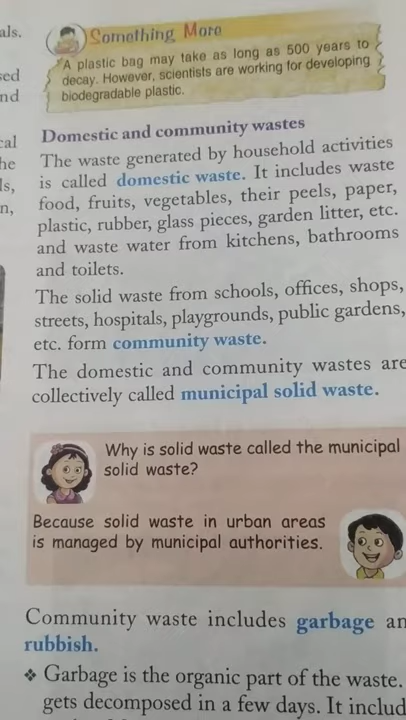 als.
Something More
A plastic bag may take as long as 500 years to
decay. However, scientists are working for developing
biodegradable plastic.
sed
nd
cal
he
ls,
n,
Domestic and community wastes
The waste generated by household activities
is called domestic waste. It includes waste
food, fruits, vegetables, their peels, paper,
plastic, rubber, glass pieces, garden litter, etc.
and waste water from kitchens, bathrooms
and toilets.
The solid waste from schools, offices, shops,
streets, hospitals, playgrounds, public gardens,
etc. form community waste.
The domestic and community wastes are
collectively called municipal solid waste.
Why is solid waste called the municipal
solid waste?
Because solid waste in urban areas
is managed by municipal authorities.
Community waste includes garbage an
rubbish.
❖ Garbage is the organic part of the waste.
gets decomposed in a few days. It includ